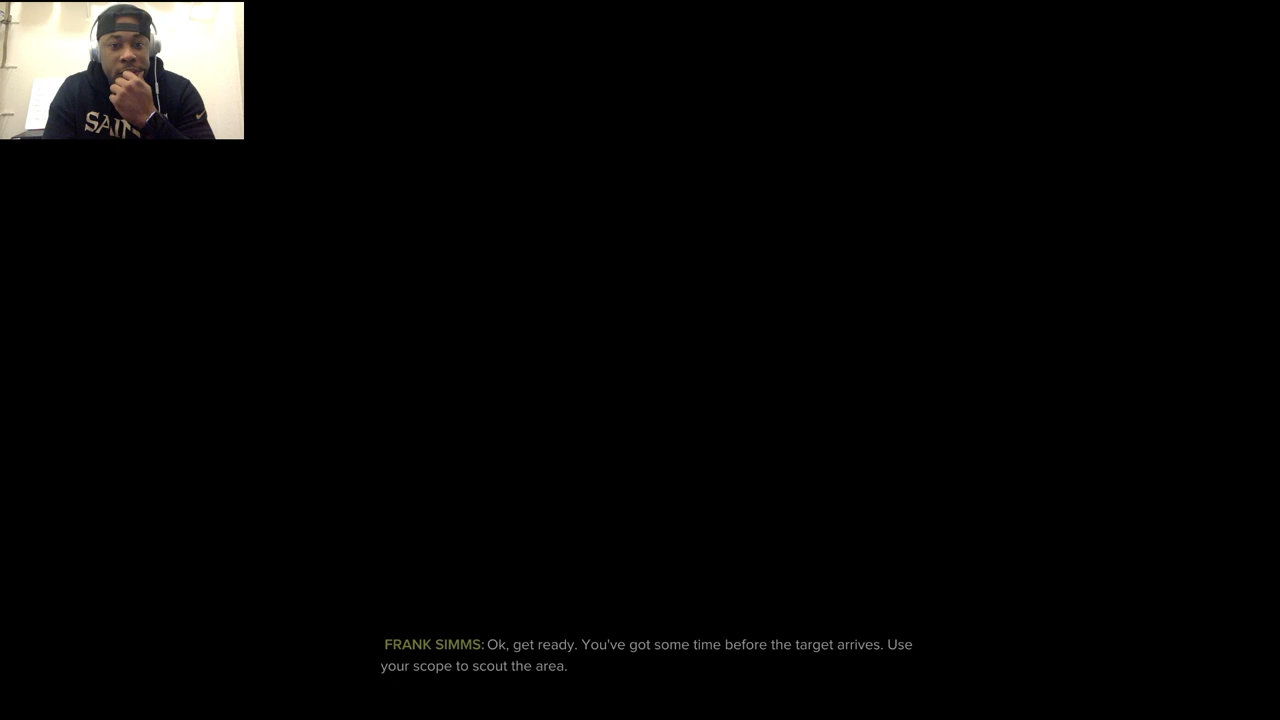 SAINTS
FRANK SIMMS: Ok, get ready. You've got some time before the target arrives. Use
your scope to scout the area.